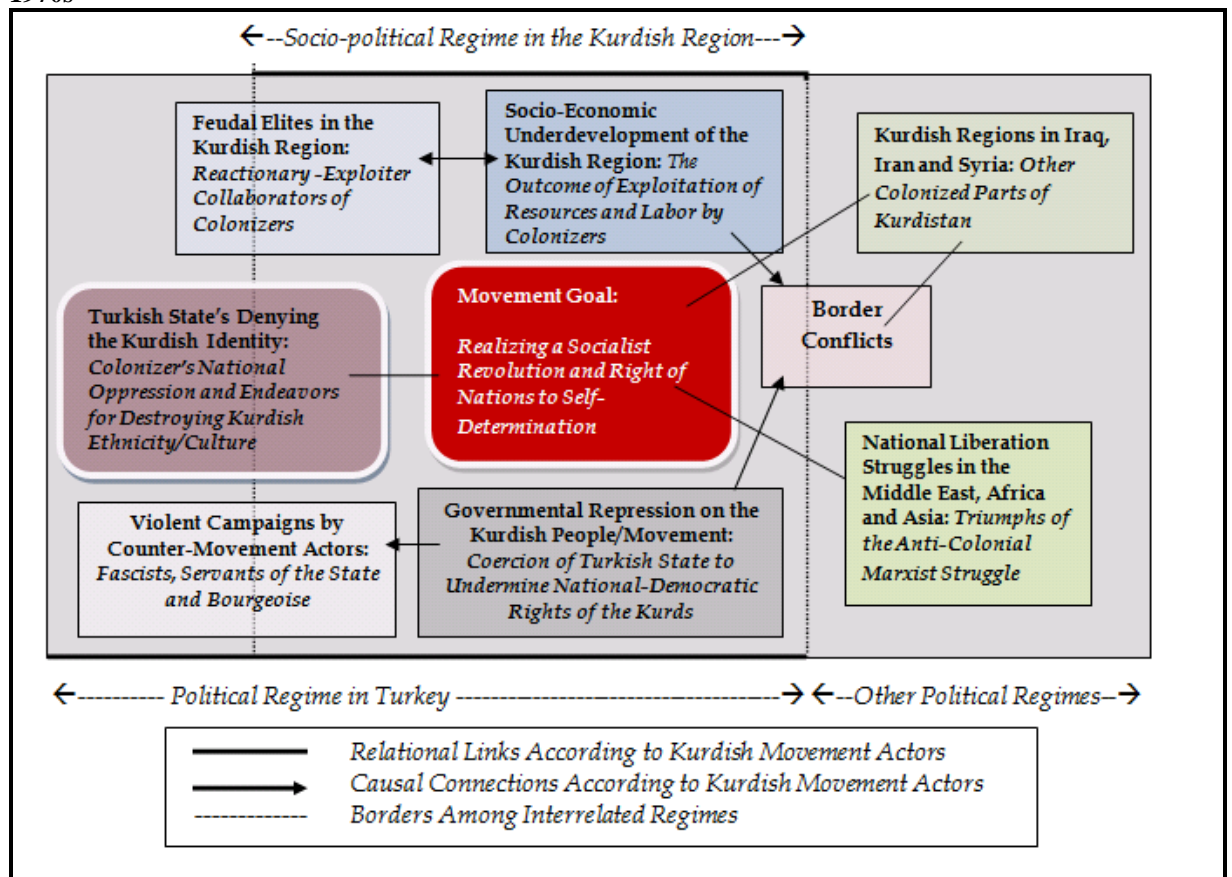 1970s
←--Socio-political Regime in the Kurdish Region---→
Feudal Elites in the
Kurdish Region:
Reactionary -Exploiter
Collaborators of
Colonizers
Socio-Economic
Underdevelopment of the
Kurdish Region: The
Outcome of Exploitation of
Resources and Labor by
Colonizers
Kurdish Regions in Iraq,
Iran and Syria: Other
Colonized Parts of
Kurdistan
Turkish State's Denying
the Kurdish Identity:
Colonizer's National
Oppression and Endeavors
for Destroying Kurdish
Ethnicity/Culture
Movement Goal:
Realizing a Socialist
Revolution and Right of
Nations to Self-
Determination
Border
Conflicts
National Liberation
Struggles in the
Middle East, Africa
and Asia: Triumphs of
the Anti-Colonial
Marxist Struggle
Violent Campaigns by
Counter-Movement Actors:
Fascists, Servants of the State
and Bourgeoise
Governmental Repression on the
Kurdish People/Movement:
Coercion of Turkish State to
Undermine National-Democratic
Rights of the Kurds
←---------- Political Regime in Turkey ------------------------------→ ←--Other Political Regimes--→
Relational Links According to Kurdish Movement Actors
Causal Connections According to Kurdish Movement Actors
Borders Among Interrelated Regimes